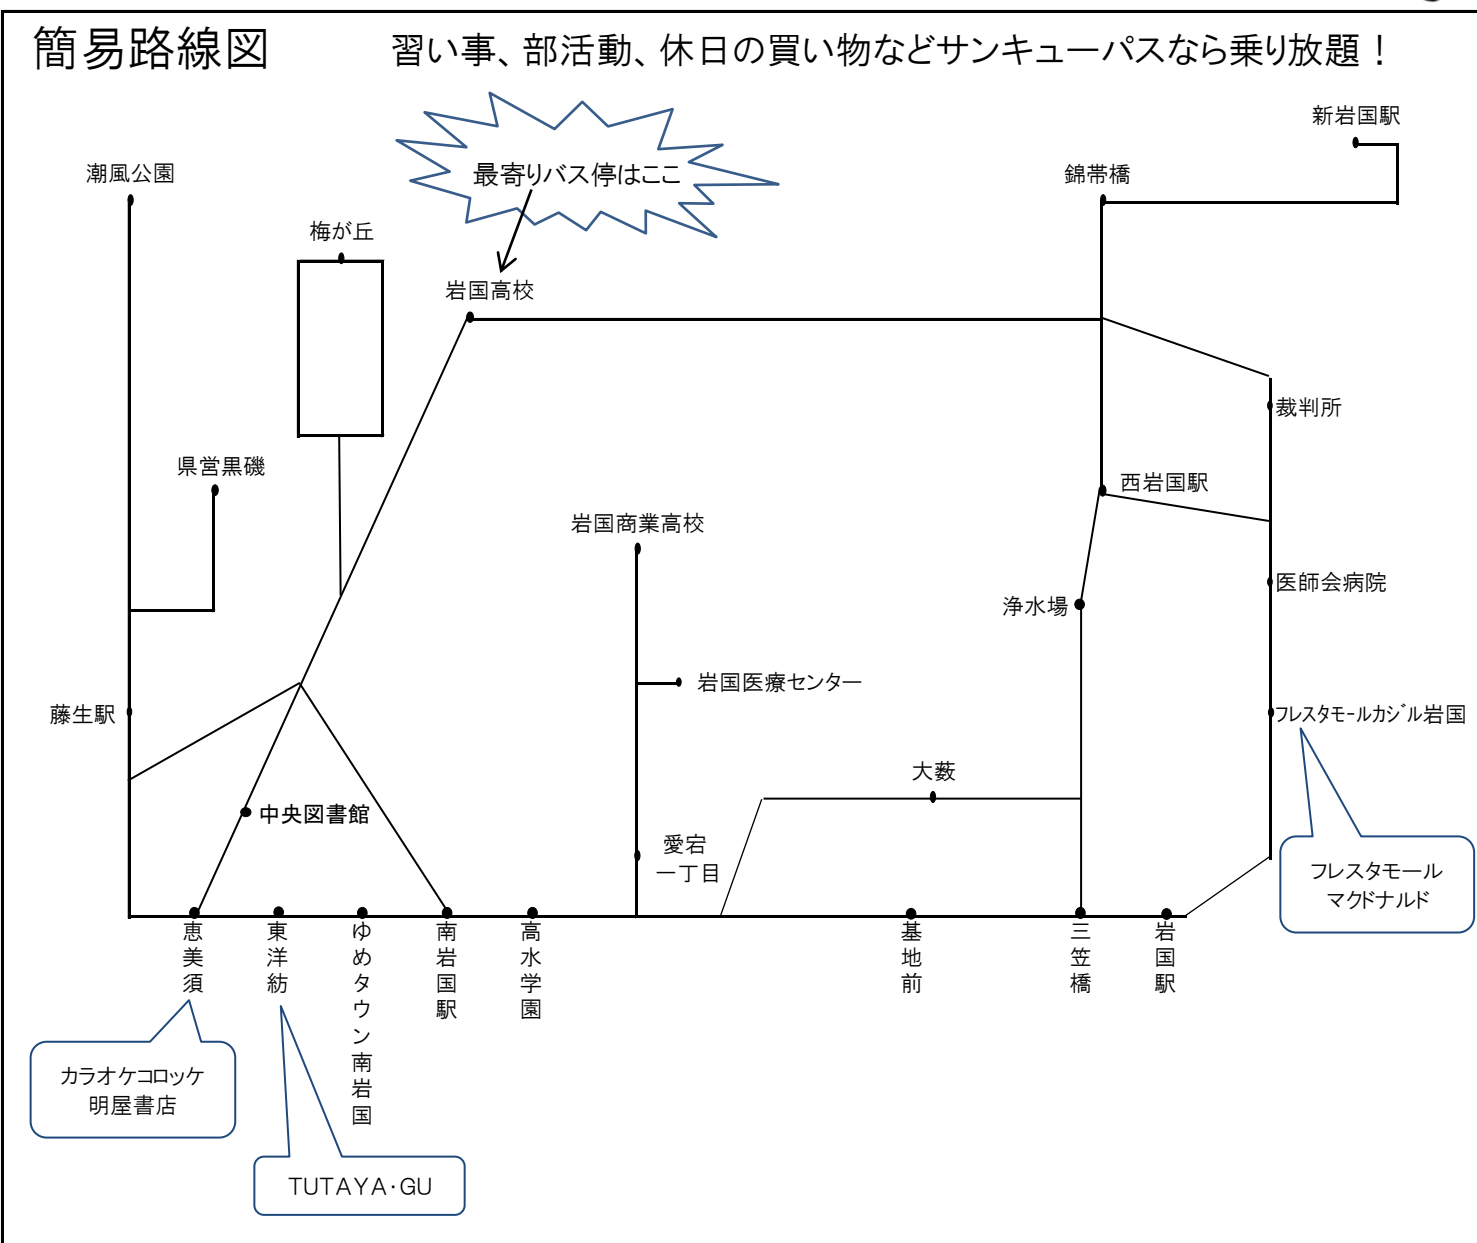 簡易路線図
習い事、部活動、休日の買い物などサンキューパスなら乗り放題！
新岩国駅
潮風公園
最寄りバス停はここ
錦帯橋
梅が丘
岩国高校
裁判所
県営黒磯
西岩国駅
岩国商業高校
医師会病院
浄水場
岩国医療センター
藤生駅
フレスタモールカジル岩国
大薮
中央図書館
愛宕
一丁目
フレスタモール
マクドナルド
恵美須
東洋紡
ゆめタウン南岩国
南岩国駅
高水学園
基地前
三笠橋
岩国駅
カラオケコロッケ
明屋書店
TUTAYA・GU